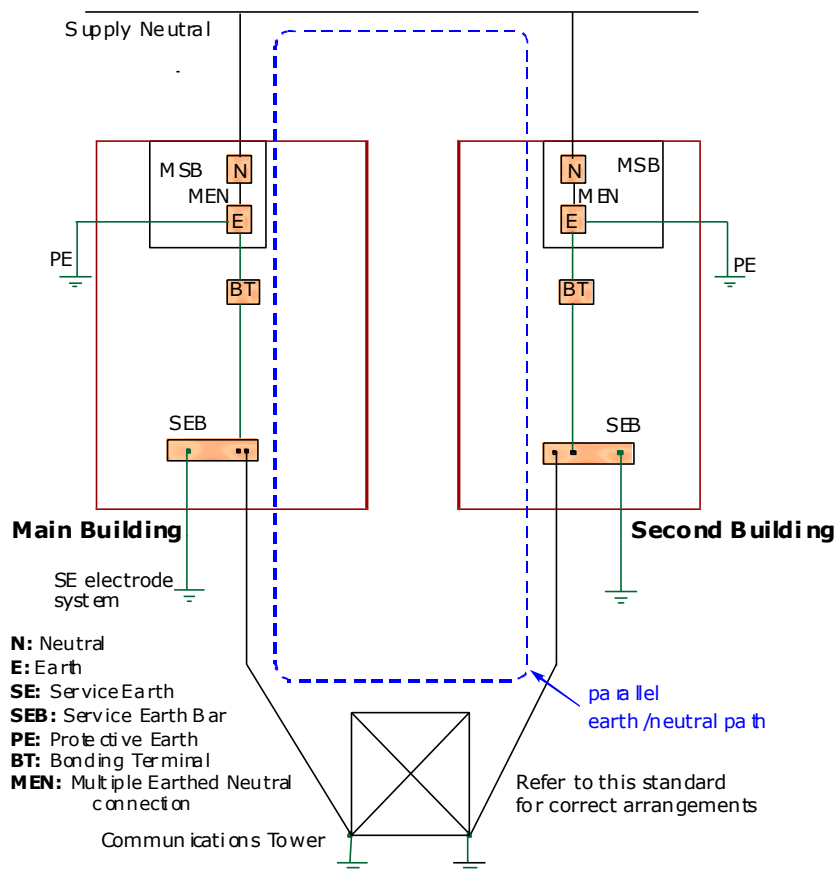 Supply Neutral
MSB
N
MEN
E
PE
BT
SEB
Main Building
SE electrode
system
N
MSB
MEN
E
PE
BT
SEB
Second Building
N: Neutral
E: Earth
SE: Service Earth
SEB: Service Earth Bar
PE: Protective Earth
BT: Bonding Terminal
MEN: Multiple Earthed Neutral
connection
parallel
earth/neutral path
Refer to this standard
for correct arrangements
Communications Tower